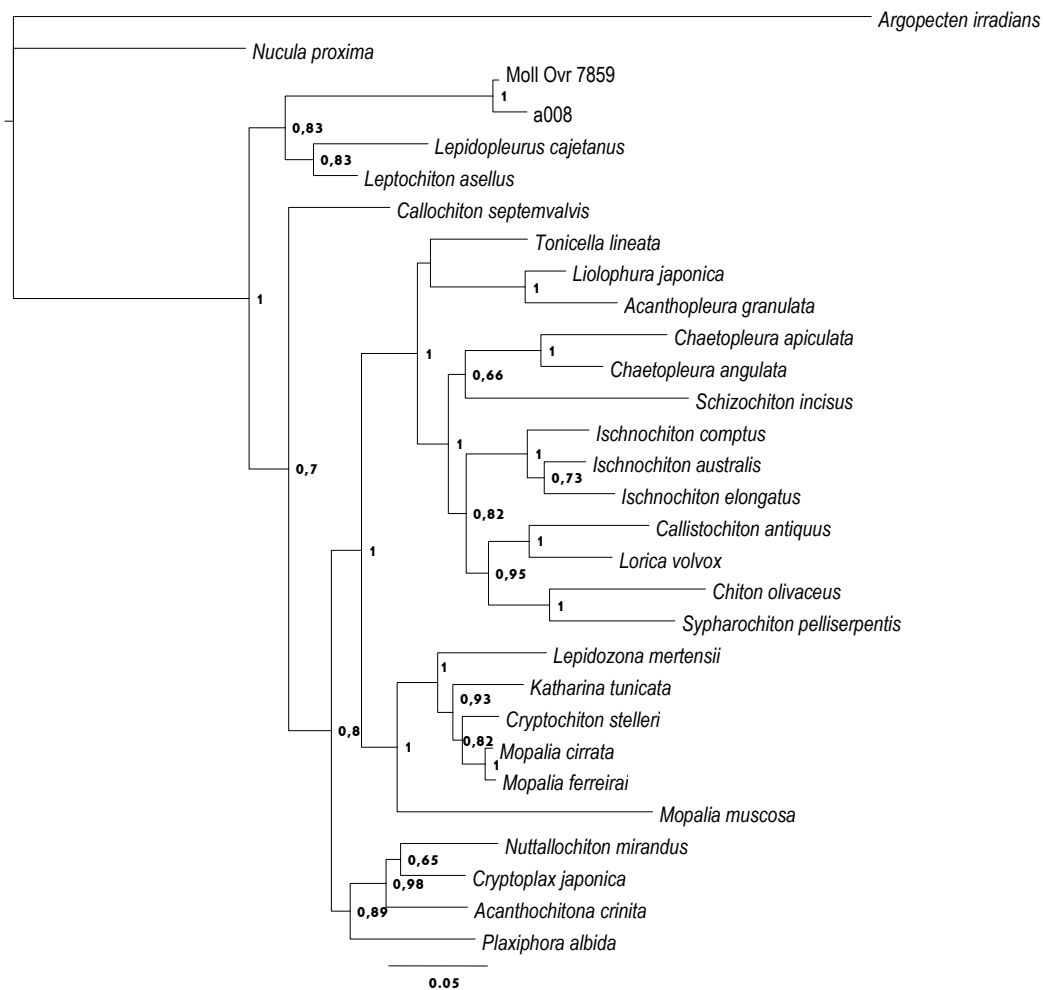 Argopecten irradians
Nucula proxima
Moll Ovr 7859
1
a008
0,83
Lepidopleurus cajetanus
0,83
Leptochiton asellus
Callochiton septemvalvis
Tonicella lineata
Liolophura japonica
1
1
Acanthopleura granulata
Chaetopleura apiculata
1
1
Chaetopleura angulata
0,66
Schizochiton incisus
Ischnochiton comptus
1
1
Ischnochiton australis
0,7
0,73
Ischnochiton elongatus
0,82
Callistochiton antiquus
1
1
Lorica volvox
0,95
Chiton olivaceus
1
Sypharochiton pelliserpentis
Lepidozona mertensii
1
Katharina tunicata
0,93
Cryptochiton stelleri
0,8
0,82
Mopalia cirrata
1
1
Mopalia ferreirai
Mopalia muscosa
Nuttallochiton mirandus
0,65
Cryptoplax japonica
0,98
Acanthochitona crinita
0,89
Plaxiphora albida
0.05